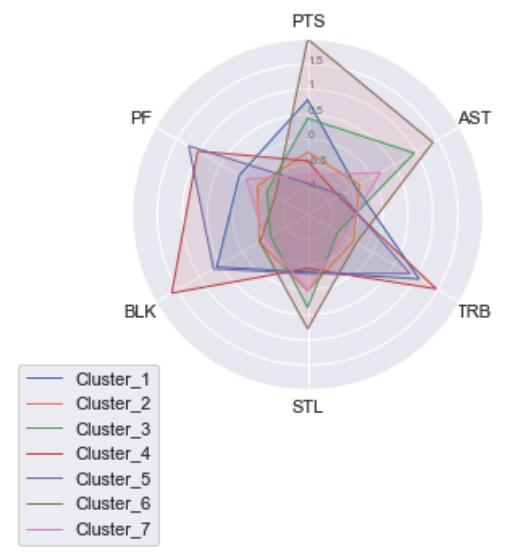 PTS
1.5
1
PF
AST
0.5
0
-0.5
-1
BLK
TRB
STL
Cluster_1
Cluster_2
Cluster_3
Cluster_4
Cluster_5
Cluster_6
Cluster_7